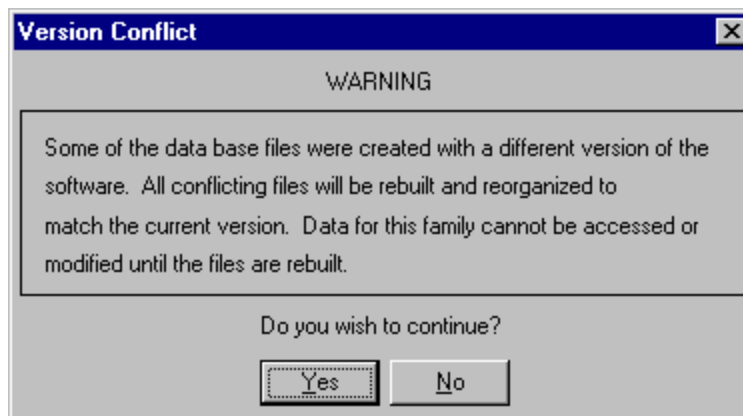 Version Conflict
WARNING
Some of the data base files were created with a different version of the
software.  All conflicting files will be rebuilt and reorganized to
match the current version.  Data for this family cannot be accessed or
modified until the files are rebuilt.
Do you wish to continue?
Yes No